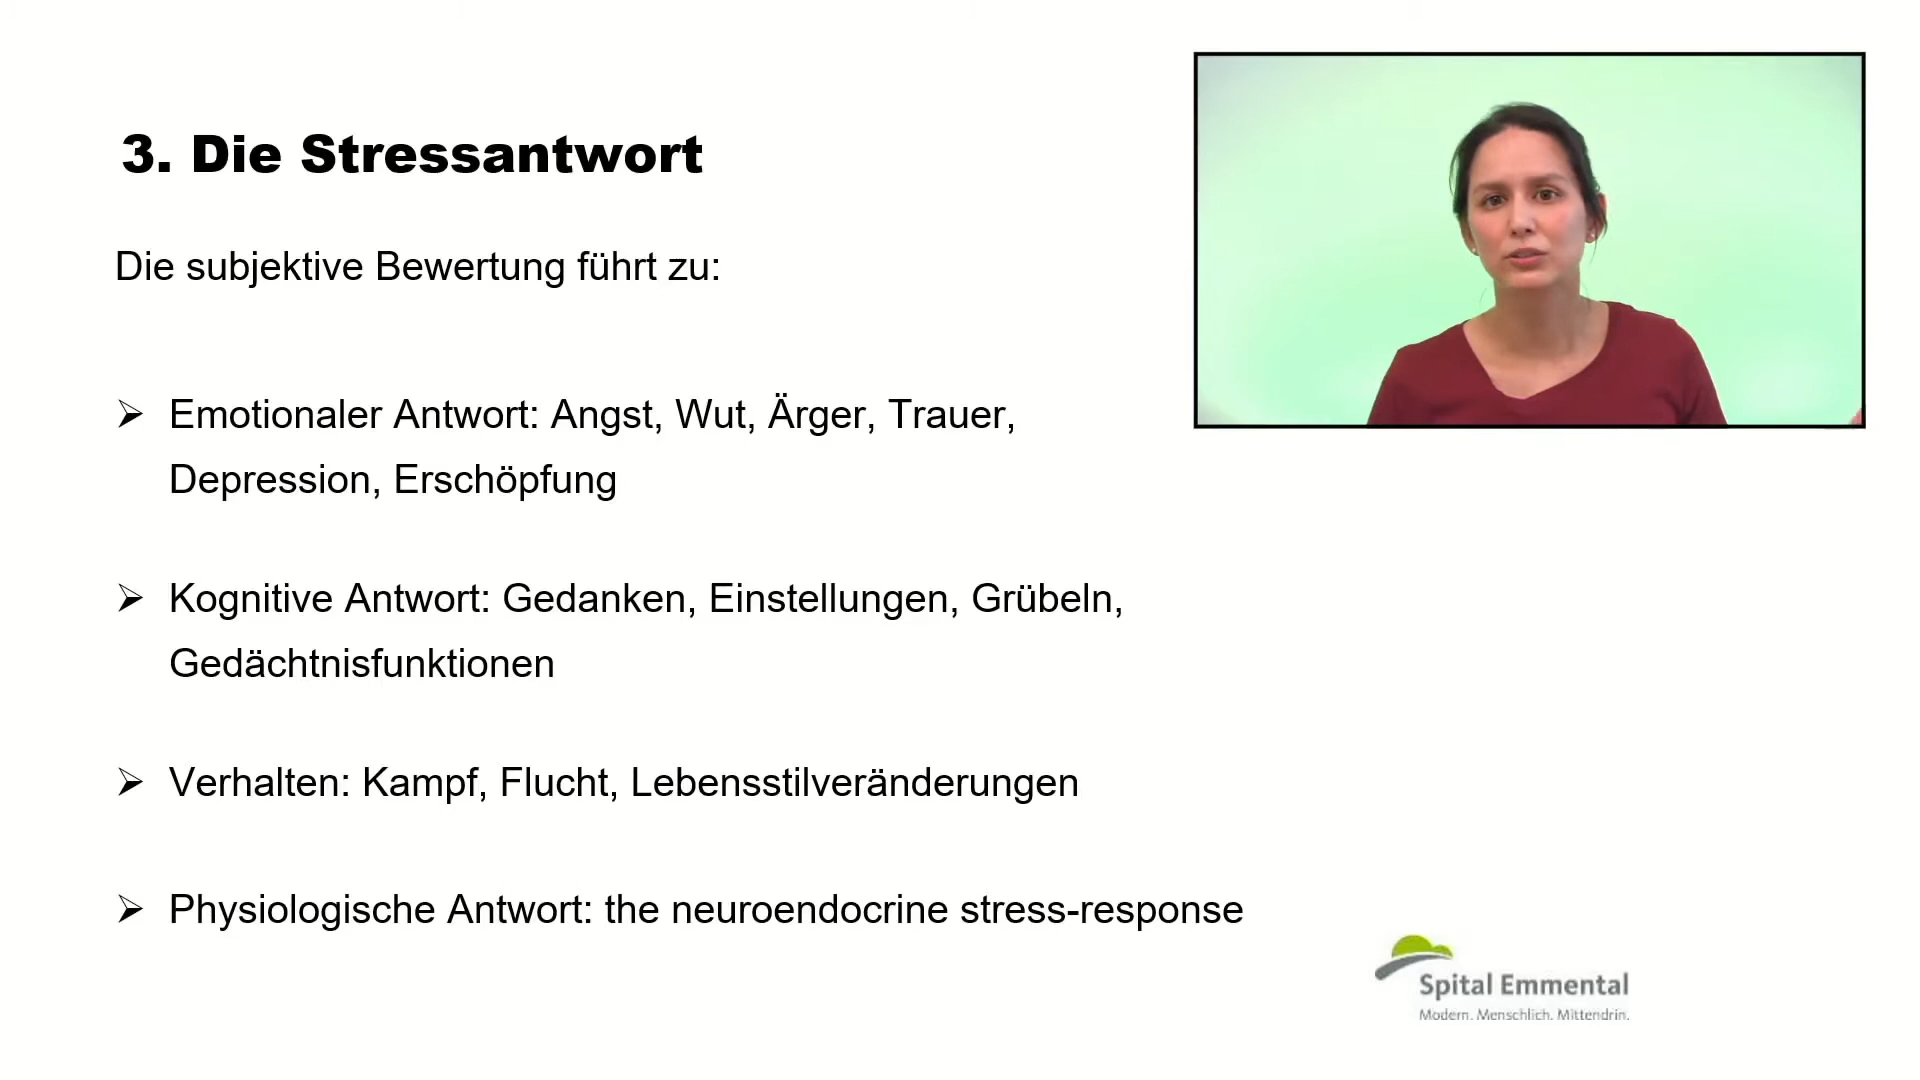 3. Die Stressantwort
Die subjektive Bewertung führt zu:
Emotionaler Antwort: Angst, Wut, Ärger, Trauer,
Depression, Erschöpfung
Kognitive Antwort: Gedanken, Einstellungen, Grübeln,
Gedächtnisfunktionen
Verhalten: Kampf, Flucht, Lebensstilveränderungen
Physiologische Antwort: the neuroendocrine stress-response
Spital Emmental
Modern. Menschlich. Mittendrin.